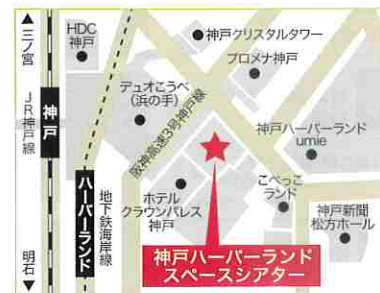 ▲三ノ宮
JR神戸線
明石▼
神戸
HDC
神戸
ハーバーランド
地下鉄海岸線
デュオこうべ
(浜の手)
阪神高速3号神戸線
神戸クリスタルタワー
プロメナ神戸
神戸ハーバーランド
umie
こべっこ
ランド
神戸新聞
松方ホール
ホテル
クラウンパレス
神戸
神戸ハーバーランド
スペースシアター